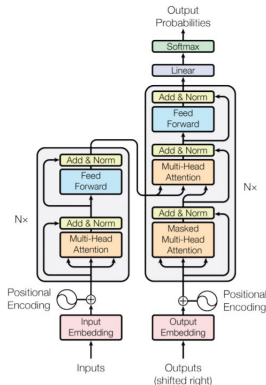 Output
Probabilities
Softmax
Linear
Add & Norm
Feed
Forward
Add & Norm
Multi-Head
Attention
Add & Norm
Masked
Multi-Head
Attention
N×
Add & Norm
Feed
Forward
Add & Norm
Multi-Head
Attention
N×
Positional
Encoding
Positional
Encoding
Input
Embedding
Output
Embedding
Inputs
Outputs
(shifted right)